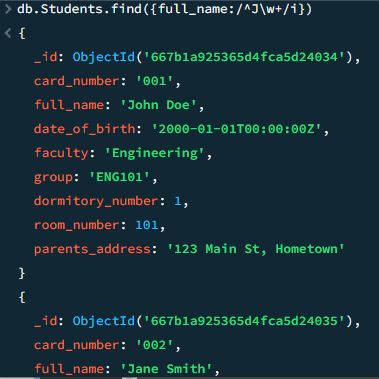 > db.Students.find({full_name:/^J\w+/i})
< {
_id: ObjectId('667b1a925365d4fca5d24034'),
card_number: '001',
full_name: 'John Doe',
date_of_birth: '2000-01-01T00:00:00Z',
faculty: 'Engineering',
group: 'ENG101',
dormitory_number: 1,
room_number: 101,
parents_address: '123 Main St, Hometown'
}
{
_id: ObjectId('667b1a925365d4fca5d24035'),
card_number: '002',
full_name: 'Jane Smith',